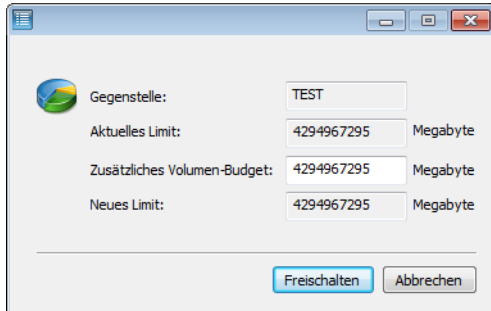 Gegenstelle: TEST
Aktuelles Limit: 4294967295 Megabyte
Zusätzliches Volumen-Budget: 4294967295 Megabyte
Neues Limit: 4294967295 Megabyte
Freischalten Abbrechen